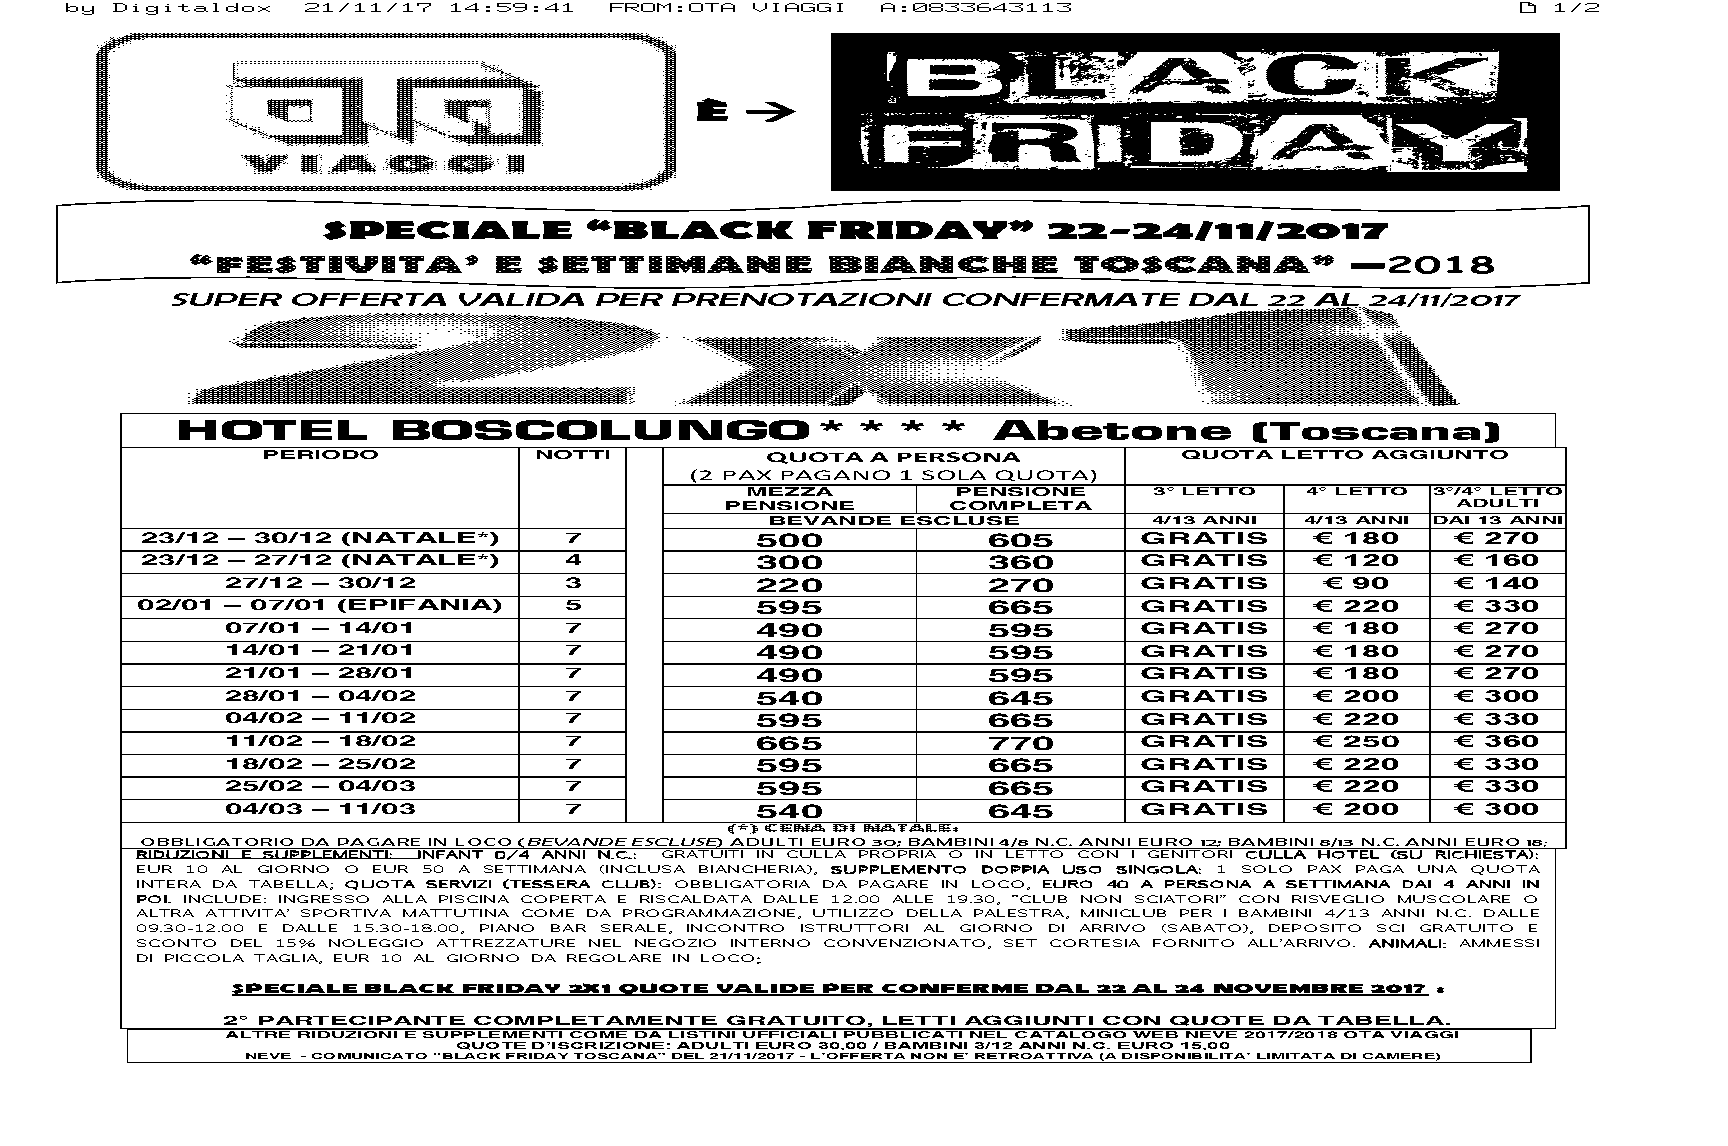 by Digitaldox 21/11/17 14:59:41 FROM:OTA VIAGGI A:0833643113 1/2
VIAGGI
È → BLACK
FRIDAY
SPECIALE “BLACK FRIDAY” 22-24/11/2017
“FESTIVITA’ E SETTIMANE BIANCHE TOSCANA” —2018
SUPER OFFERTA VALIDA PER PRENOTAZIONI CONFERMATE DAL 22 AL 24/11/2017
2x1
HOTEL BOSCOLUNGO**** Abetone (Toscana)
PERIODO NOTTI QUOTA A PERSONA QUOTA LETTO AGGIUNTO
(2 PAX PAGANO 1 SOLA QUOTA)
MEZZA PENSIONE PENSIONE COMPLETA 3° LETTO 4° LETTO 3°/4° LETTO ADULTI
BEVANDE ESCLUSE 4/13 ANNI 4/13 ANNI DAI 13 ANNI
23/12 – 30/12 (NATALE*) 7 500 605 GRATIS € 180 € 270
23/12 – 27/12 (NATALE*) 4 300 360 GRATIS € 120 € 160
27/12 – 30/12 3 220 270 GRATIS € 90 € 140
02/01 – 07/01 (EPIFANIA) 5 595 665 GRATIS € 220 € 330
07/01 – 14/01 7 490 595 GRATIS € 180 € 270
14/01 – 21/01 7 490 595 GRATIS € 180 € 270
21/01 – 28/01 7 490 595 GRATIS € 180 € 270
28/01 – 04/02 7 540 645 GRATIS € 200 € 300
04/02 – 11/02 7 595 665 GRATIS € 220 € 330
11/02 – 18/02 7 665 770 GRATIS € 250 € 360
18/02 – 25/02 7 595 665 GRATIS € 220 € 330
25/02 – 04/03 7 595 665 GRATIS € 220 € 330
04/03 – 11/03 7 540 645 GRATIS € 200 € 300
(*) CENA DI NATALE:
OBBLIGATORIO DA PAGARE IN LOCO (BEVANDE ESCLUSE) ADULTI EURO 30; BAMBINI 4/8 N.C. ANNI EURO 12; BAMBINI 8/13 N.C. ANNI EURO 18;
RIDUZIONI E SUPPLEMENTI: INFANT 0/4 ANNI N.C.: GRATUITI IN CULLA PROPRIA O IN LETTO CON I GENITORI CULLA HOTEL (SU RICHIESTA):
EUR 10 AL GIORNO O EUR 50 A SETTIMANA (INCLUSA BIANCHERIA), SUPPLEMENTO DOPPIA USO SINGOLA: 1 SOLO PAX PAGA UNA QUOTA
INTERA DA TABELLA; QUOTA SERVIZI (TESSERA CLUB): OBBLIGATORIA DA PAGARE IN LOCO, EURO 40 A PERSONA A SETTIMANA DAI 4 ANNI IN
POI. INCLUDE: INGRESSO ALLA PISCINA COPERTA E RISCALDATA DALLE 12.00 ALLE 19.30, “CLUB NON SCIATORI” CON RISVEGLIO MUSCOLARE O
ALTRA ATTIVITA’ SPORTIVA MATTUTINA COME DA PROGRAMMAZIONE, UTILIZZO DELLA PALESTRA, MINICLUB PER I BAMBINI 4/13 ANNI N.C. DALLE
09.30-12.00 E DALLE 15.30-18.00, PIANO BAR SERALE, INCONTRO ISTRUTTORI AL GIORNO DI ARRIVO (SABATO), DEPOSITO SCI GRATUITO E
SCONTO DEL 15% NOLEGGIO ATTREZZATURE NEL NEGOZIO INTERNO CONVENZIONATO, SET CORTESIA FORNITO ALL’ARRIVO. ANIMALI: AMMESSI
DI PICCOLA TAGLIA, EUR 10 AL GIORNO DA REGOLARE IN LOCO;
SPECIALE BLACK FRIDAY 2X1 QUOTE VALIDE PER CONFERME DAL 22 AL 24 NOVEMBRE 2017 :
2° PARTECIPANTE COMPLETAMENTE GRATUITO, LETTI AGGIUNTI CON QUOTE DA TABELLA.
ALTRE RIDUZIONI E SUPPLEMENTI COME DA LISTINI UFFICIALI PUBBLICATI NEL CATALOGO WEB NEVE 2017/2018 OTA VIAGGI
QUOTE D’ISCRIZIONE: ADULTI EURO 30,00 / BAMBINI 3/12 ANNI N.C. EURO 15,00
NEVE - COMUNICATO “BLACK FRIDAY TOSCANA” DEL 21/11/2017 - L’OFFERTA NON E’ RETROATTIVA (A DISPONIBILITA’ LIMITATA DI CAMERE)